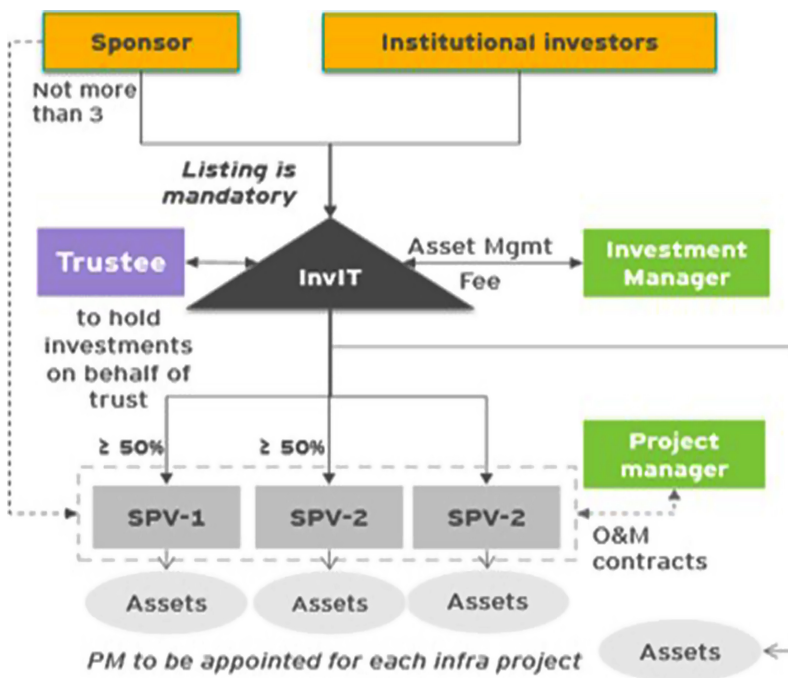 Sponsor
Institutional investors
Not more
than 3
Listing is
mandatory
Trustee
InvIT
Asset Mgmt
Fee
Investment
Manager
to hold
investments
on behalf of
trust
≥ 50%
≥ 50%
Project
manager
SPV-1
SPV-2
SPV-2
O&M
contracts
Assets
Assets
Assets
PM to be appointed for each infra project
Assets